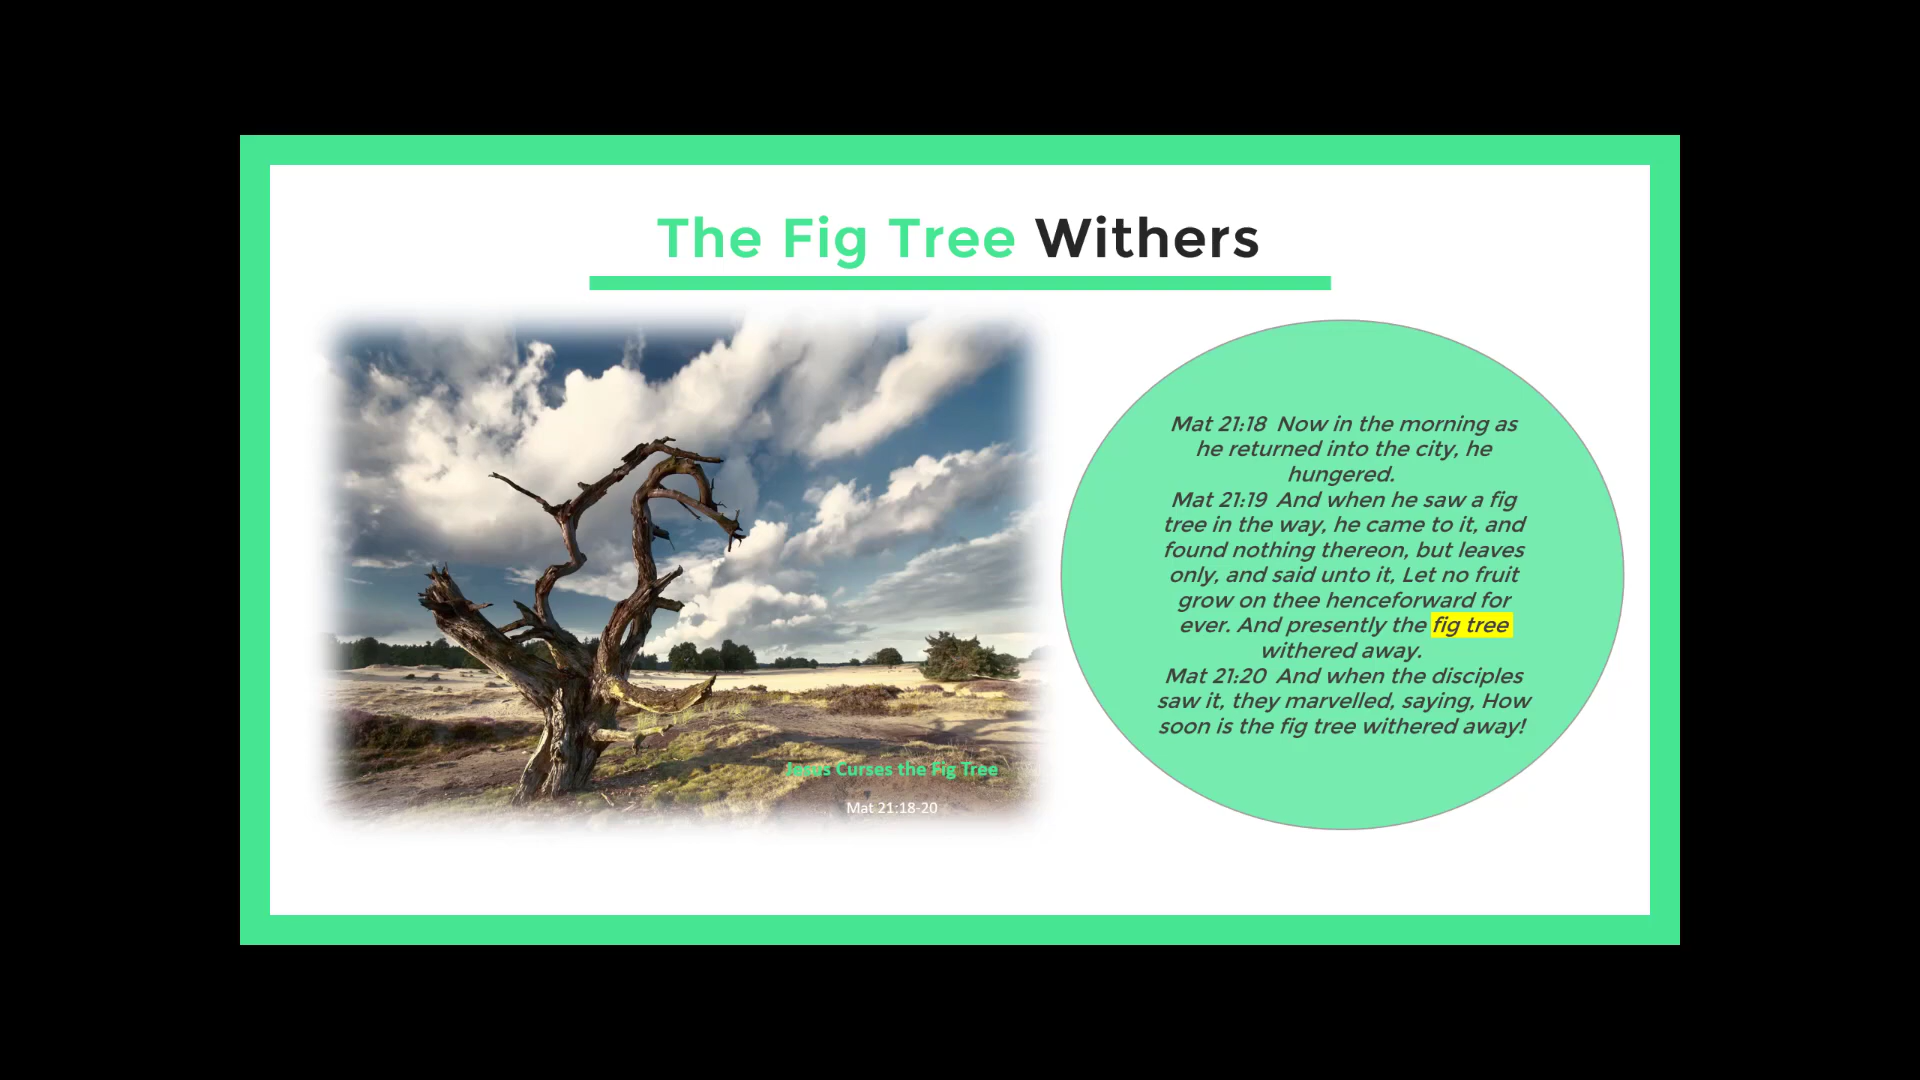 The Fig Tree Withers
Jesus Curses the Fig Tree
Mat 21:18-20
Mat 21:18  Now in the morning as
he returned into the city, he
hungered.
Mat 21:19  And when he saw a fig
tree in the way, he came to it, and
found nothing thereon, but leaves
only, and said unto it, Let no fruit
grow on thee henceforward for
ever. And presently the fig tree
withered away.
Mat 21:20  And when the disciples
saw it, they marvelled, saying, How
soon is the fig tree withered away!